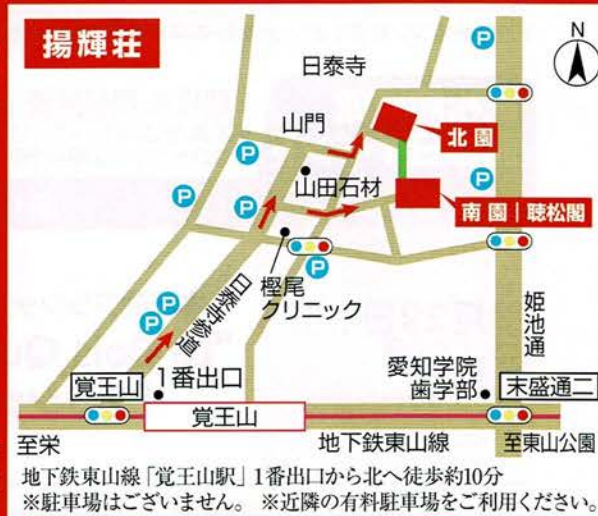 揚輝荘
N
P
日泰寺
山門
北園
P
山田石材
P
P
P
南園｜聴松閣
P
樫尾
クリニック
P
P
日泰寺参道
姫池通
愛知学院
歯学部
末盛通二
覚王山
1番出口
覚王山
至栄
地下鉄東山線
至東山公園
地下鉄東山線「覚王山駅」1番出口から北へ徒歩約10分
※駐車場はございません。 ※近隣の有料駐車場をご利用ください。